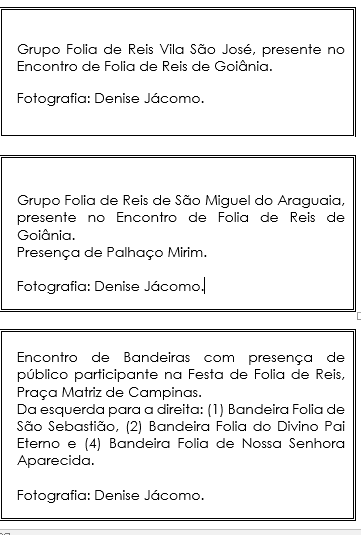 Grupo Folia de Reis Vila São José, presente no
Encontro de Folia de Reis de Goiânia.
Fotografia: Denise Jácomo.
Grupo Folia de Reis de São Miguel do Araguaia,
presente no Encontro de Folia de Reis de
Goiânia.
Presença de Palhaço Mirim.
Fotografia: Denise Jácomo.
Encontro de Bandeiras com presença de
público participante na Festa de Folia de Reis,
Praça Matriz de Campinas.
Da esquerda para a direita: (1) Bandeira Folia de
São Sebastião, (2) Bandeira Folia do Divino Pai
Eterno e (4) Bandeira Folia de Nossa Senhora
Aparecida.
Fotografia: Denise Jácomo.